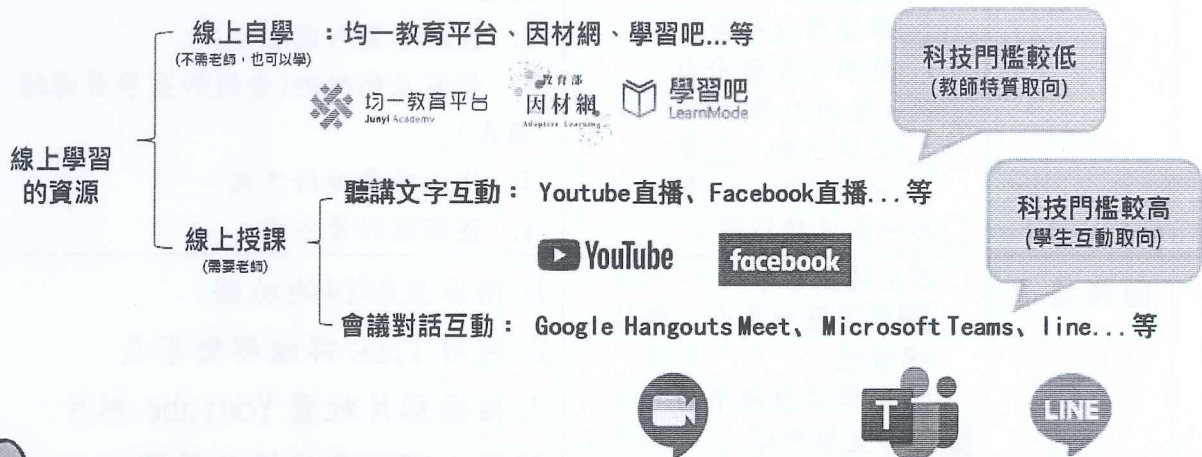 線上自學 :均一教育平台、因材網、學習吧...等
(不需老師,也可以學)
均一教育平台
Junyi Academy
教育部
因材網
Adaptive Learning
學習吧
LearnMode
科技門檻較低
(教師特質取向)
線上學習
的資源
聽講文字互動: Youtube直播、Facebook直播...等
線上授課
(需要老師)
YouTube
facebook
科技門檻較高
(學生互動取向)
會議對話互動: Google Hangouts Meet、Microsoft Teams、line...等
T
LINE